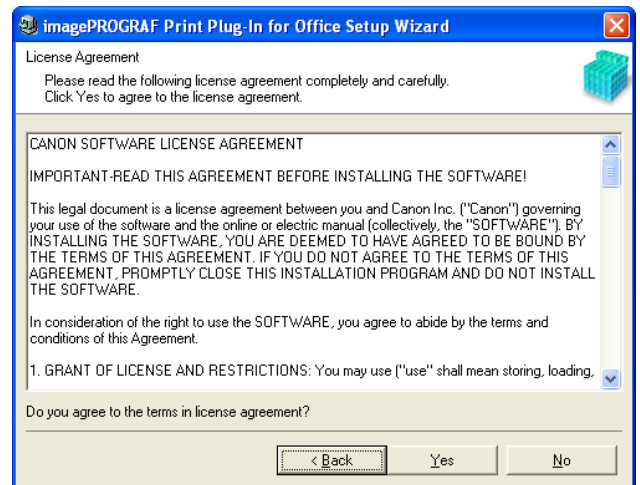 imagePROGRAF Print Plug-In for Office Setup Wizard
License Agreement
Please read the following license agreement completely and carefully.
Click Yes to agree to the license agreement.
CANON SOFTWARE LICENSE AGREEMENT
IMPORTANT-READ THIS AGREEMENT BEFORE INSTALLING THE SOFTWARE!
This legal document is a license agreement between you and Canon Inc. ("Canon") governing
your use of the software and the online or electric manual (collectively, the "SOFTWARE"). BY
INSTALLING THE SOFTWARE, YOU ARE DEEMED TO HAVE AGREED TO BE BOUND BY
THE TERMS OF THIS AGREEMENT. IF YOU DO NOT AGREE TO THE TERMS OF THIS
AGREEMENT, PROMPTLY CLOSE THIS INSTALLATION PROGRAM AND DO NOT INSTALL
THE SOFTWARE.
In consideration of the right to use the SOFTWARE, you agree to abide by the terms and
conditions of this Agreement.
1. GRANT OF LICENSE AND RESTRICTIONS: You may use ("use" shall mean storing, loading,
Do you agree to the terms in license agreement?
< Back
Yes
No